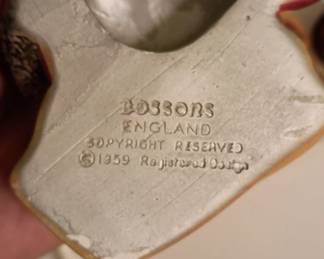 BOSSONS
ENGLAND
COPYRIGHT RESERVED
© 1959 Registered Design